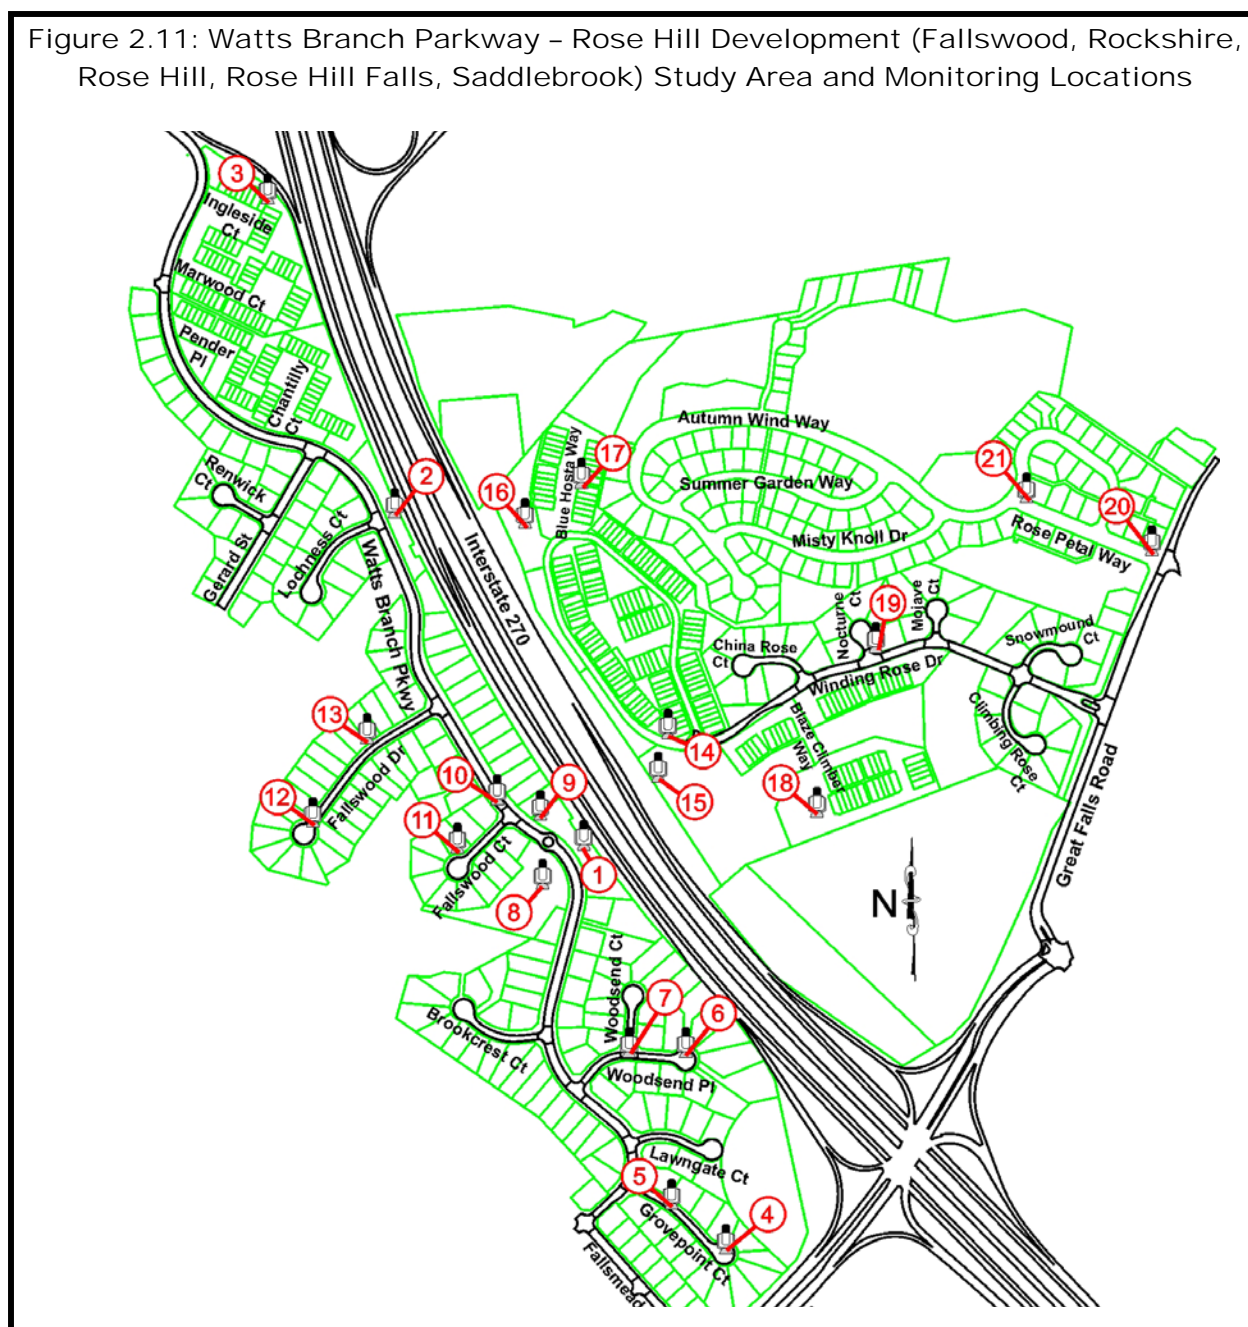 Figure 2.11: Watts Branch Parkway – Rose Hill Development (Fallswood, Rockshire,
Rose Hill, Rose Hill Falls, Saddlebrook) Study Area and Monitoring Locations
3
Ingleside
Ct
Marwood Ct
Pender
Pl
Chantilly
Ct
Renwick
Ct
Gerard St
Lochness Ct
2
Watts Branch Pkwy
Interstate 270
16
17
Blue Hosta Way
Autumn Wind Way
Summer Garden Way
Misty Knoll Dr
21
20
Rose Petal Way
Nocturne
Ct
19
Mojave
Ct
Snowmound
Ct
China Rose
Ct
Winding Rose Dr
Climbing Rose
Ct
Blaze Climber
Way
14
15
18
Great Falls Road
13
Fallswood Dr
12
10
9
11
Fallswood Ct
1
8
N
Woodsend Ct
7
6
Brookcrest Ct
Woodsend Pl
Lawngate Ct
5
4
Grovepoint Ct
Fallsmead